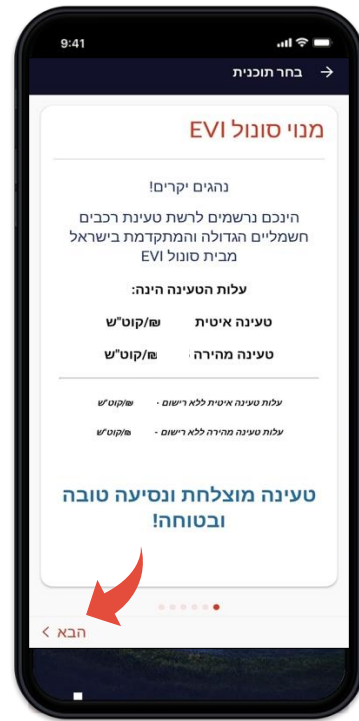 9:41
בחר תוכנית
מנוי סונול EVI
נהגים יקרים!
הינכם נרשמים לרשת טעינת רכבים
חשמליים הגדולה והמתקדמת בישראל
מבית סונול EVI
עלות הטעינה הינה:
טעינה איטית ₪/קוט"ש
טעינה מהירה ₪/קוט"ש
עלות טעינה איטית ללא רישום - ₪/קוט"ש
עלות טעינה מהירה ללא רישום - ₪/קוט"ש
טעינה מוצלחת ונסיעה טובה
ובטוחה!
הבא >